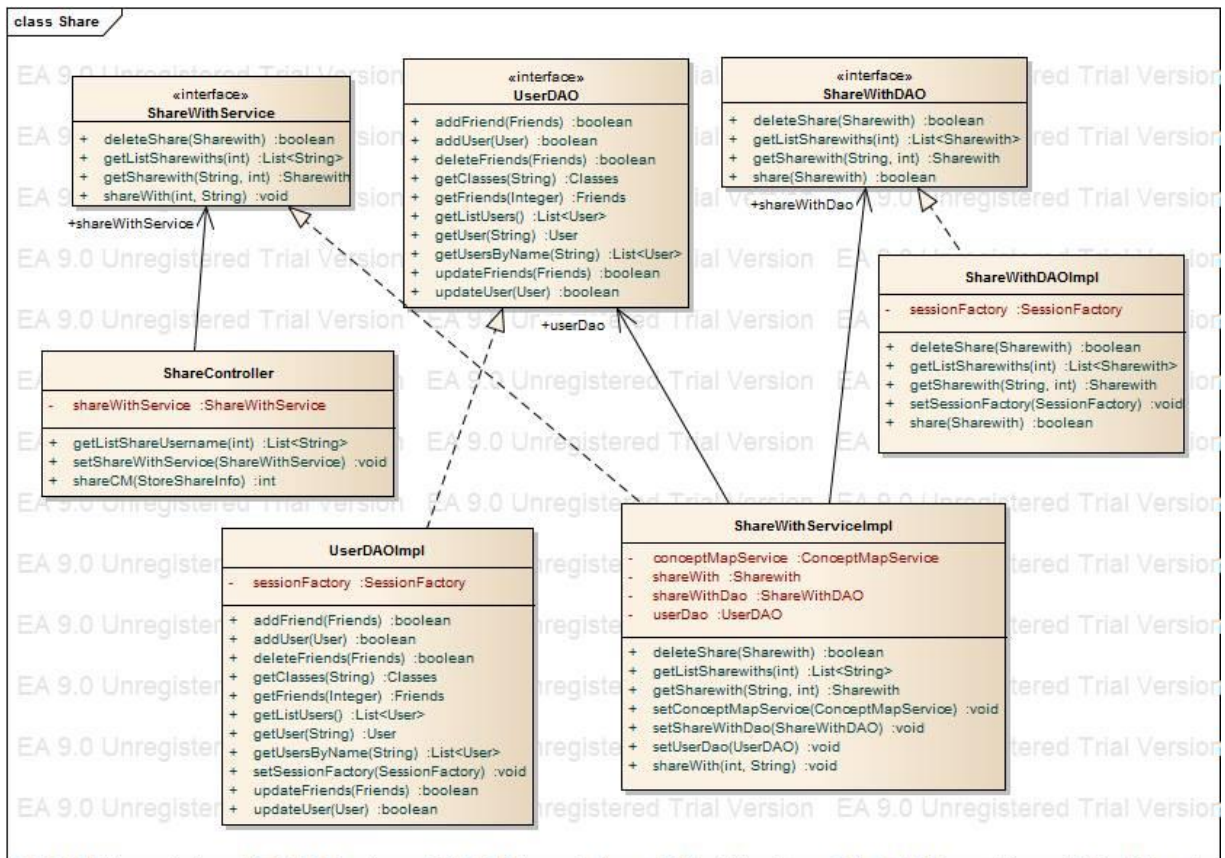 class Share
EA 9.0 Unregistered Trial Version
«interface»
ShareWithService
+ deleteShare(Sharewith) :boolean
+ getListSharewiths(int) :List<String>
+ getSharewith(String, int) :Sharewith
+ shareWith(int, String) :void
+shareWithService
«interface»
UserDAO
+ addFriend(Friends) :boolean
+ addUser(User) :boolean
+ deleteFriends(Friends) :boolean
+ getClasses(String) :Classes
+ getFriends(Integer) :Friends
+ getListUsers() :List<User>
+ getUser(String) :User
+ getUsersByName(String) :List<User>
+ updateFriends(Friends) :boolean
+ updateUser(User) :boolean
+userDao
«interface»
ShareWithDAO
+ deleteShare(Sharewith) :boolean
+ getListSharewiths(int) :List<Sharewith>
+ getSharewith(String, int) :Sharewith
+ share(Sharewith) :boolean
+shareWithDao
ShareWithDAOImpl
- sessionFactory :SessionFactory
+ deleteShare(Sharewith) :boolean
+ getListSharewiths(int) :List<Sharewith>
+ getSharewith(String, int) :Sharewith
+ setSessionFactory(SessionFactory) :void
+ share(Sharewith) :boolean
ShareController
- shareWithService :ShareWithService
+ getListShareUsername(int) :List<String>
+ setShareWithService(ShareWithService) :void
+ shareCM(StoreShareInfo) :int
UserDAOImpl
- sessionFactory :SessionFactory
+ addFriend(Friends) :boolean
+ addUser(User) :boolean
+ deleteFriends(Friends) :boolean
+ getClasses(String) :Classes
+ getFriends(Integer) :Friends
+ getListUsers() :List<User>
+ getUser(String) :User
+ getUsersByName(String) :List<User>
+ setSessionFactory(SessionFactory) :void
+ updateFriends(Friends) :boolean
+ updateUser(User) :boolean
ShareWithServiceImpl
- conceptMapService :ConceptMapService
- shareWith :Sharewith
- shareWithDao :ShareWithDAO
- userDao :UserDAO
+ deleteShare(Sharewith) :boolean
+ getListSharewiths(int) :List<String>
+ getSharewith(String, int) :Sharewith
+ setConceptMapService(ConceptMapService) :void
+ setShareWithDao(ShareWithDAO) :void
+ setUserDao(UserDAO) :void
+ shareWith(int, String) :void